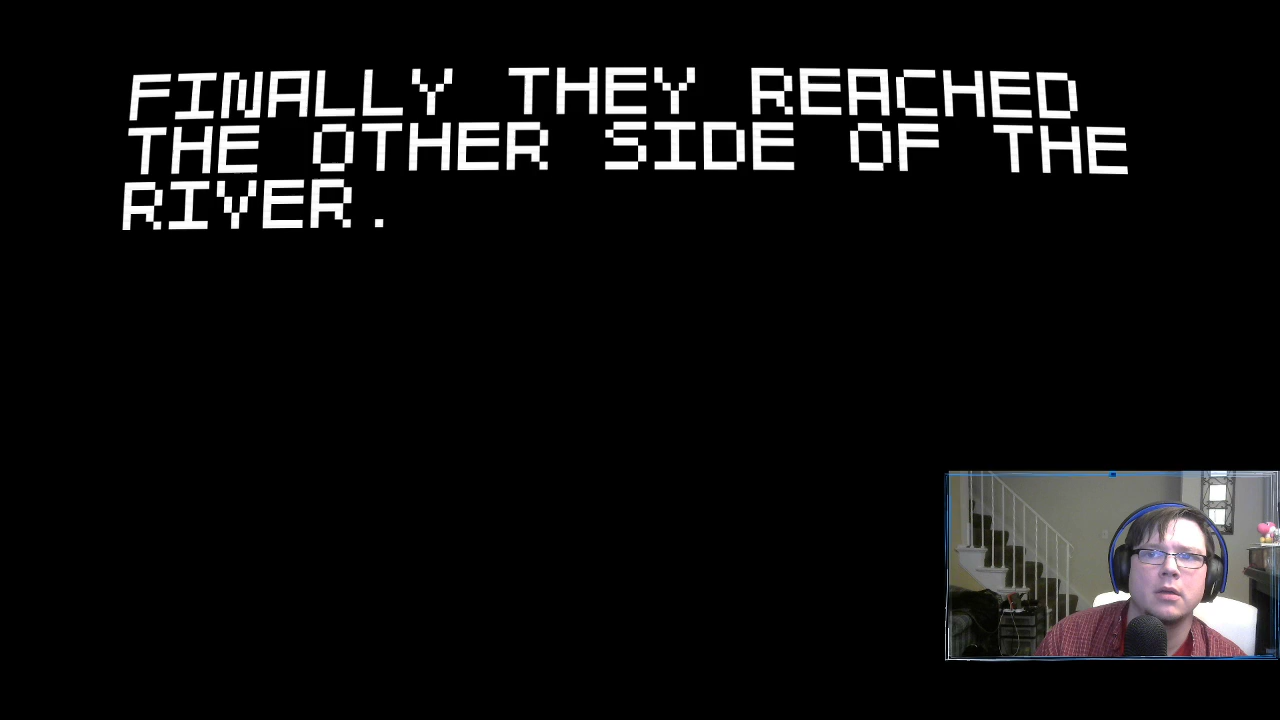 FINALLY THEY REACHED
THE OTHER SIDE OF THE
RIVER.